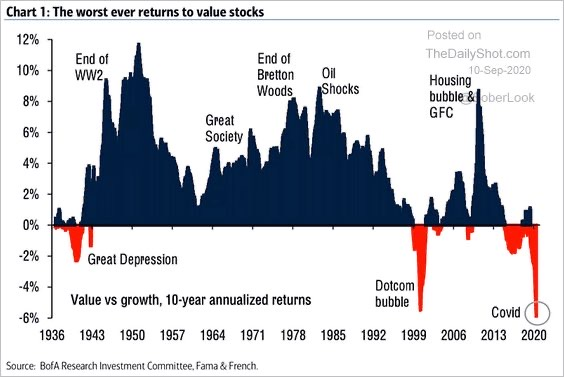 Chart 1: The worst ever returns to value stocks
Posted on
TheDailyShot.com
10-Sep-2020
@SoberLook
12%
10%
8%
6%
4%
2%
0%
-2%
-4%
-6%
End of
WW2
Great
Society
End of
Bretton
Woods
Oil
Shocks
Housing
bubble &
GFC
Great Depression
Dotcom
bubble
Covid
Value vs growth, 10-year annualized returns
1936 1943 1950 1957 1964 1971 1978 1985 1992 1999 2006 2013 2020
Source: BofA Research Investment Committee, Fama & French.